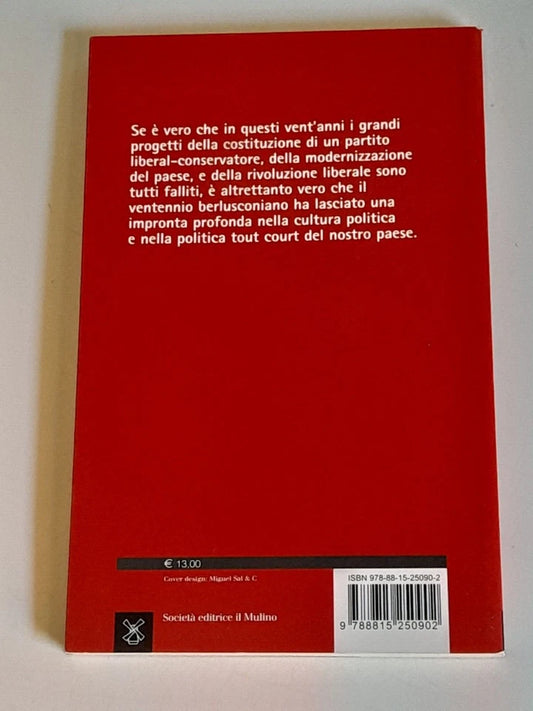 Se è vero che in questi vent'anni i grandi
progetti della costituzione di un partito
liberal-conservatore, della modernizzazione
del paese, e della rivoluzione liberale sono
tutti falliti, è altrettanto vero che il
ventennio berlusconiano ha lasciato una
impronta profonda nella cultura politica
e nella politica tout court del nostro paese.
€ 13,00
Cover design: Miguel Sal & C
ISBN 978-88-15-25090-2
9 788815 250902
Società editrice il Mulino